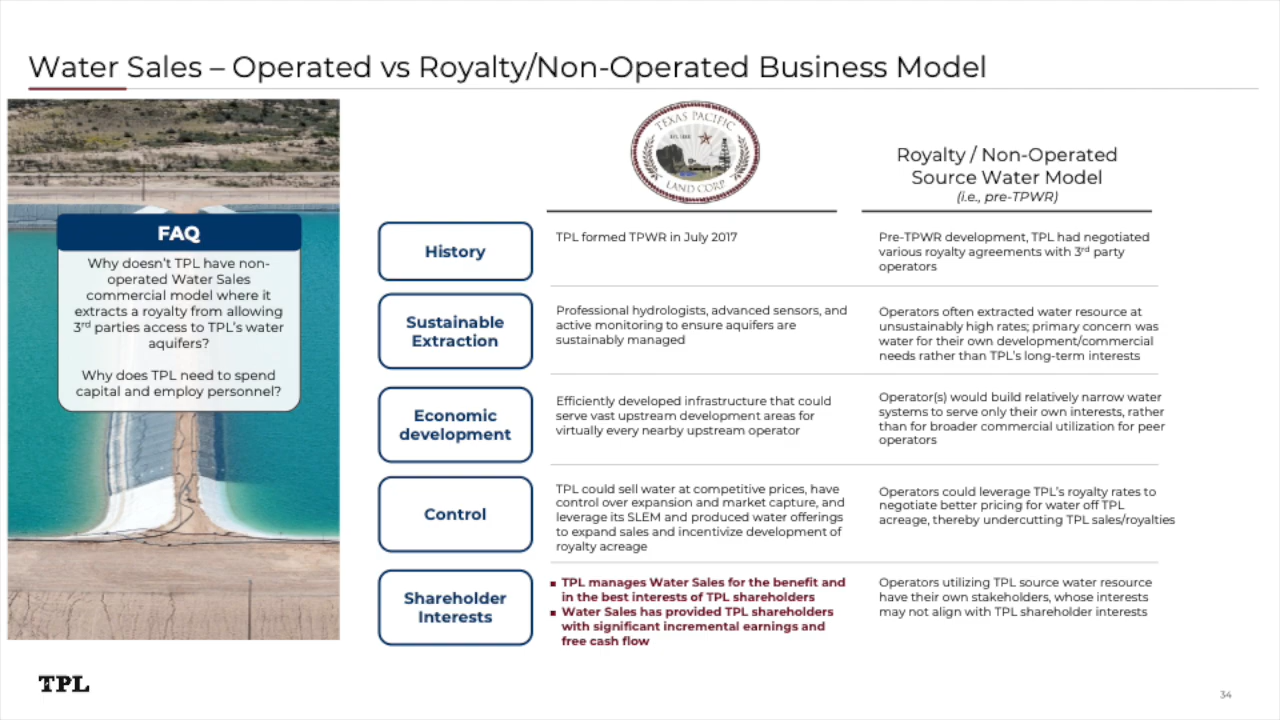 Water Sales – Operated vs Royalty/Non-Operated Business Model
TEXAS PACIFIC
LAND CORP
Royalty / Non-Operated
Source Water Model
(i.e., pre-TPWR)
FAQ
Why doesn't TPL have non-
operated Water Sales
commercial model where it
extracts a royalty from allowing
3rd parties access to TPL's water
aquifers?
Why does TPL need to spend
capital and employ personnel?
History
TPL formed TPWR in July 2017
Pre-TPWR development, TPL had negotiated
various royalty agreements with 3rd party
operators
Sustainable
Extraction
Professional hydrologists, advanced sensors, and
active monitoring to ensure aquifers are
sustainably managed
Operators often extracted water resource at
unsustainably high rates; primary concern was
water for their own development/commercial
needs rather than TPL's long-term interests
Economic
development
Efficiently developed infrastructure that could
serve vast upstream development areas for
virtually every nearby upstream operator
Operator(s) would build relatively narrow water
systems to serve only their own interests, rather
than for broader commercial utilization for peer
operators
Control
TPL could sell water at competitive prices, have
control over expansion and market capture, and
leverage its SLEM and produced water offerings
to expand sales and incentivize development of
royalty acreage
Operators could leverage TPL's royalty rates to
negotiate better pricing for water off TPL
acreage, thereby undercutting TPL sales/royalties
Shareholder
Interests
▪ TPL manages Water Sales for the benefit and
in the best interests of TPL shareholders
▪ Water Sales has provided TPL shareholders
with significant incremental earnings and
free cash flow
Operators utilizing TPL source water resource
have their own stakeholders, whose interests
may not align with TPL shareholder interests
TPL
34